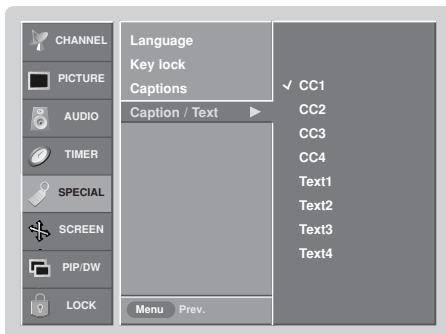 CHANNEL
PICTURE
AUDIO
TIMER
SPECIAL
SCREEN
PIP/DW
LOCK
Language
Key lock
Captions
Caption / Text ▶
Menu Prev.
✓ CC1
CC2
CC3
CC4
Text1
Text2
Text3
Text4